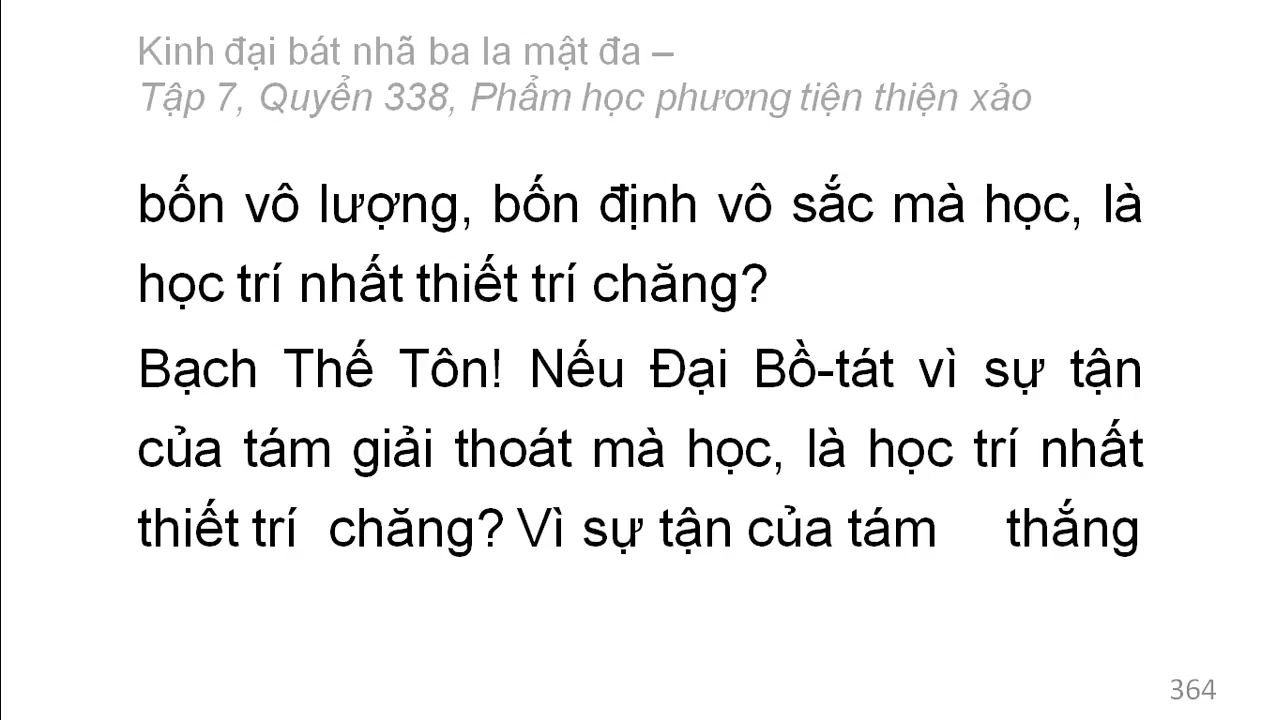 Kinh đại bát nhã ba la mật đa –
Tập 7, Quyển 338, Phẩm học phương tiện thiện xảo
bốn vô lượng, bốn định vô sắc mà học, là
học trí nhất thiết trí chăng?
Bạch Thế Tôn! Nếu Đại Bồ-tát vì sự tận
của tám giải thoát mà học, là học trí nhất
thiết trí chăng? Vì sự tận của tám thắng
364